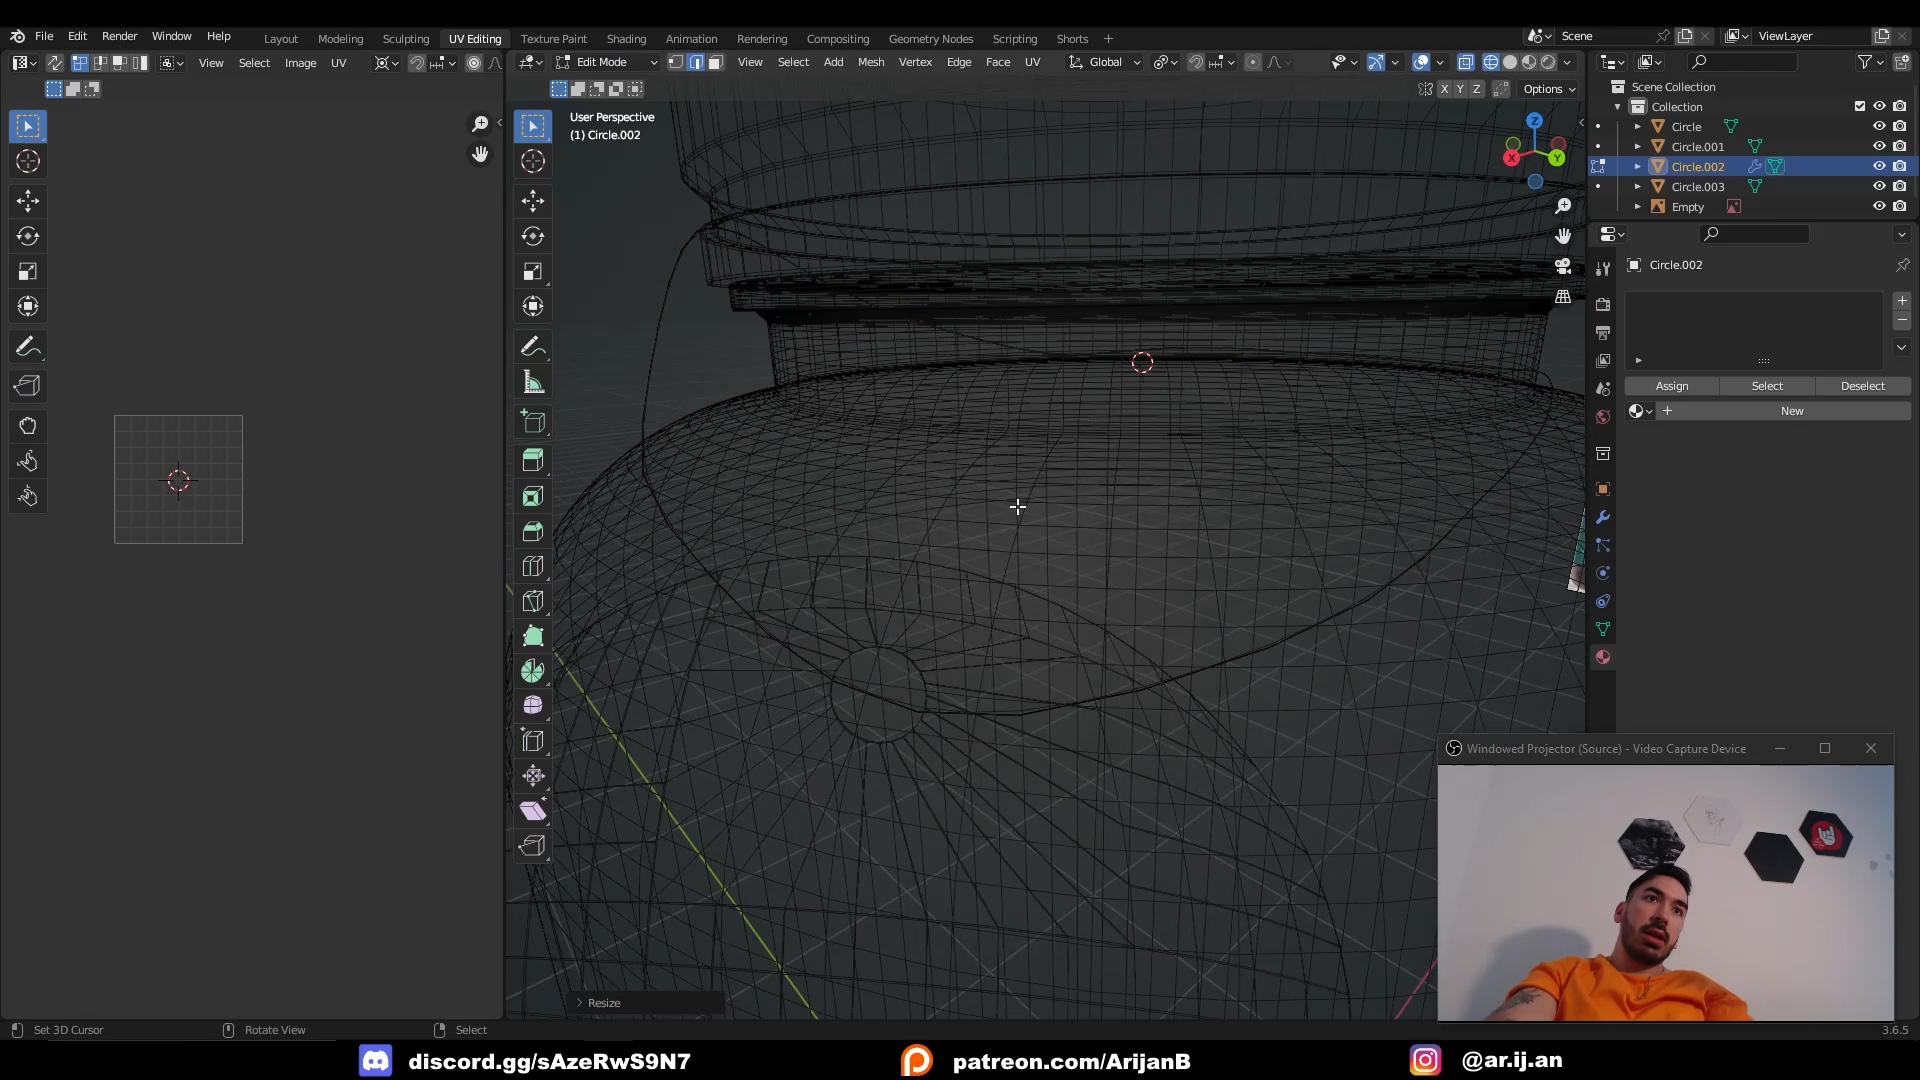 File Edit Render Window Help
Layout Modeling Sculpting UV Editing Texture Paint Shading Animation Rendering Compositing Geometry Nodes Scripting Shorts +
Scene
ViewLayer
View Select Image UV
Edit Mode
View Select Add Mesh Vertex Edge Face UV
Global
X Y Z
Options
User Perspective
(1) Circle.002
Z
X
Y
Scene Collection
Collection
Circle
Circle.001
Circle.002
Circle.003
Empty
Circle.002
Assign Select Deselect
New
Windowed Projector (Source) - Video Capture Device
Resize
Set 3D Cursor
Rotate View
Select
3.6.5
discord.gg/sAzeRwS9N7
patreon.com/ArijanB
@ar.ij.an